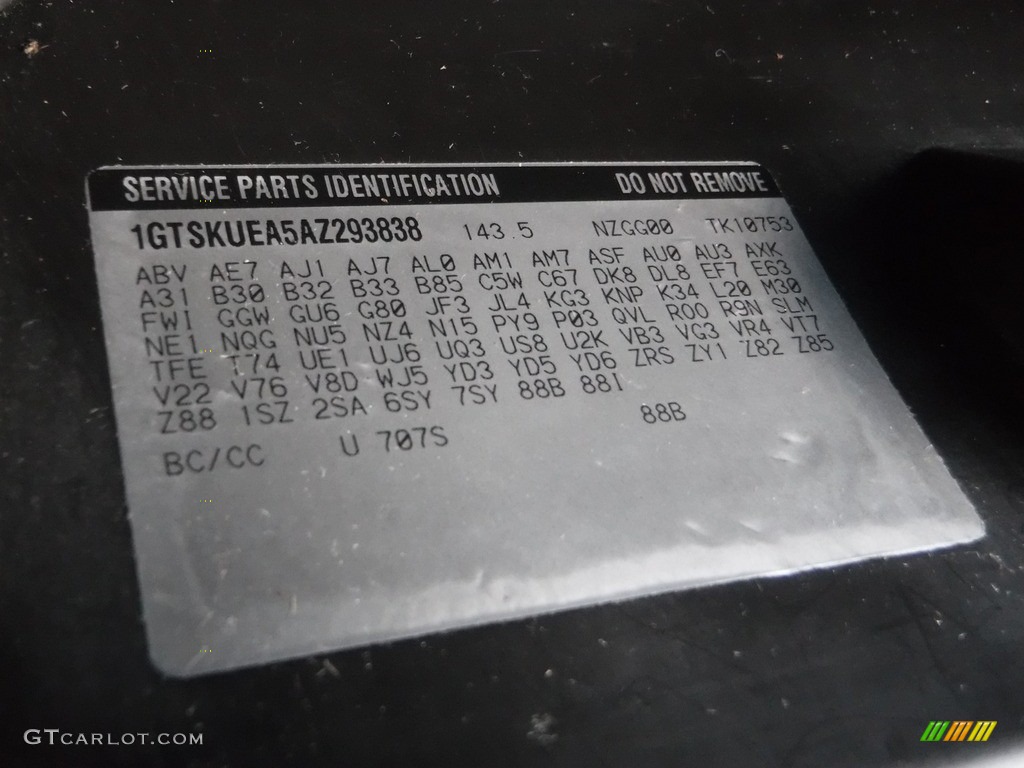 SERVICE PARTS IDENTIFICATION DO NOT REMOVE
1GTSKUEA5AZ293838 143.5 NZGG00 TK10753
ABV AE7 AJ1 AJ7 AL0 AM1 AM7 ASF AU0 AU3 AXK
A31 B30 B32 B33 B85 C5W C67 DK8 DL8 EF7 E63
FWI GGW GU6 G80 JF3 JL4 KG3 KNP K34 L20 M30
NE1 NQG NU5 NZ4 N15 PY9 P03 QVL R00 R9N SLM
TFE T74 UE1 UJ6 UQ3 US8 U2K VB3 VG3 VR4 VT7
V22 V76 V8D WJ5 YD3 YD5 YD6 ZRS ZY1 Z82 Z85
Z88 1SZ 2SA 6SY 7SY 88B 88I
88B
BC/CC U 707S
GTCARLOT.COM